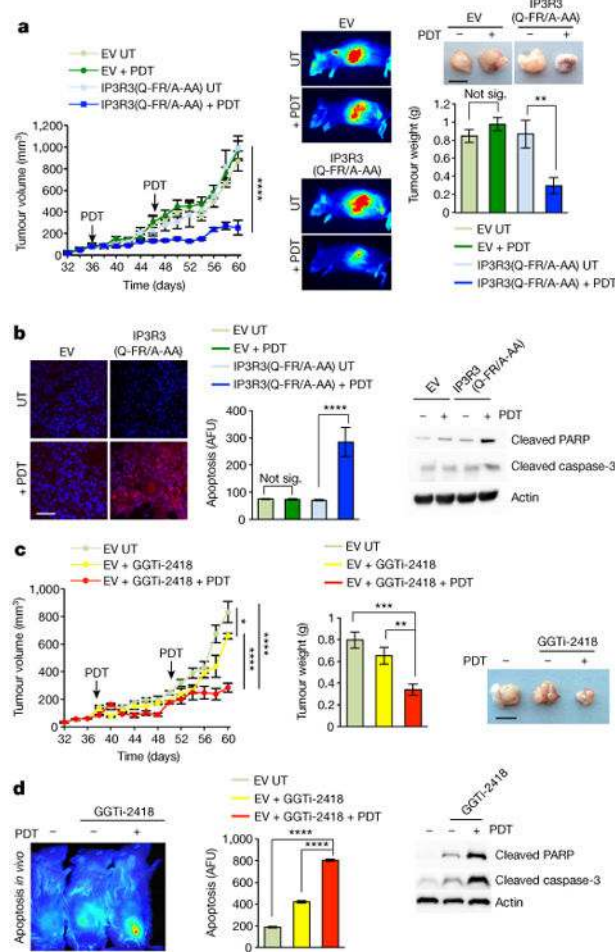 a
EV UT
EV + PDT
IP3R3(Q-FR/A-AA) UT
IP3R3(Q-FR/A-AA) + PDT
Tumour volume (mm³)
1,000
800
600
400
200
0
PDT
PDT
****
32 36 40 44 48 52 56 60
Time (days)
EV
UT
+ PDT
IP3R3
(Q-FR/A-AA)
UT
+ PDT
EV
IP3R3
(Q-FR/A-AA)
PDT – + – +
Tumour weight (g)
1.2
1
0.8
0.6
0.4
0.2
0
Not sig.
**
EV UT
EV + PDT
IP3R3(Q-FR/A-AA) UT
IP3R3(Q-FR/A-AA) + PDT
b
EV
IP3R3
(Q-FR/A-AA)
UT
+ PDT
EV UT
EV + PDT
IP3R3(Q-FR/A-AA) UT
IP3R3(Q-FR/A-AA) + PDT
Apoptosis (AFU)
400
300
200
100
0
Not sig.
****
EV
IP3R3
(Q-FR/A-AA)
– + – + PDT
Cleaved PARP
Cleaved caspase-3
Actin
c
EV UT
EV + GGTi-2418
EV + GGTi-2418 + PDT
Tumour volume (mm³)
1,000
800
600
400
200
0
PDT
PDT
*
****
****
32 36 40 44 48 52 56 60
Time (days)
EV UT
EV + GGTi-2418
EV + GGTi-2418 + PDT
Tumour weight (g)
1.2
1
0.8
0.6
0.4
0.2
0
***
**
GGTi-2418
PDT – – +
d
GGTi-2418
PDT – – +
Apoptosis in vivo
EV UT
EV + GGTi-2418
EV + GGTi-2418 + PDT
Apoptosis (AFU)
1,000
800
600
400
200
0
****
****
GGTi-2418
– – + PDT
Cleaved PARP
Cleaved caspase-3
Actin